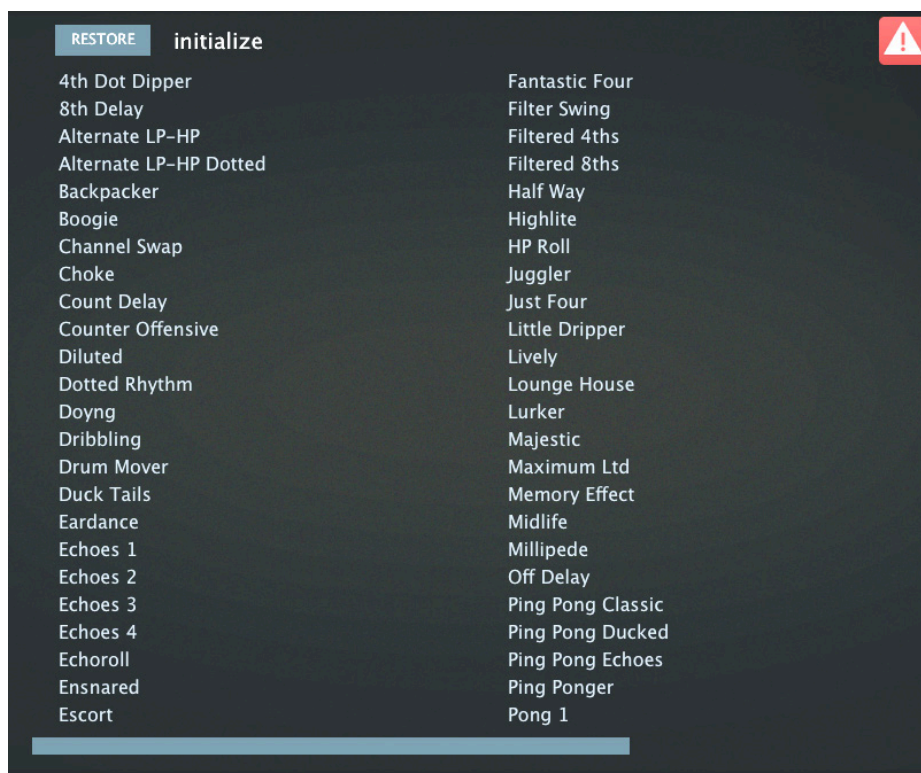 RESTORE initialize
4th Dot Dipper
8th Delay
Alternate LP-HP
Alternate LP-HP Dotted
Backpacker
Boogie
Channel Swap
Choke
Count Delay
Counter Offensive
Diluted
Dotted Rhythm
Doyng
Dribbling
Drum Mover
Duck Tails
Eardance
Echoes 1
Echoes 2
Echoes 3
Echoes 4
Echoroll
Ensnared
Escort
Fantastic Four
Filter Swing
Filtered 4ths
Filtered 8ths
Half Way
Highlite
HP Roll
Juggler
Just Four
Little Dripper
Lively
Lounge House
Lurker
Majestic
Maximum Ltd
Memory Effect
Midlife
Millipede
Off Delay
Ping Pong Classic
Ping Pong Ducked
Ping Pong Echoes
Ping Ponger
Pong 1